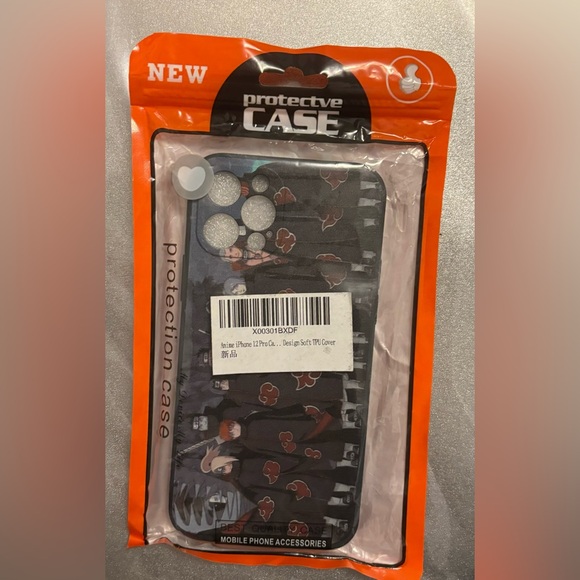 NEW
protectve
CASE
protection case
X00301BXDF
Anime iPhone 12 Pro Ca... Design Soft TPU Cover
新品
MOBILE PHONE ACCESSORIES